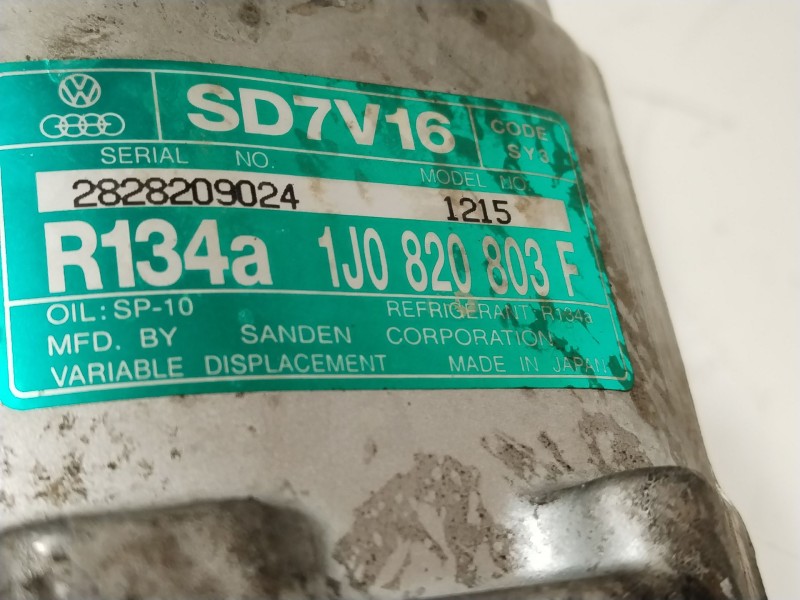 SD7V16
CODE
SY3
SERIAL NO.
MODEL NO.
2828209024 1215
R134a 1J0 820 803 F
OIL: SP-10 REFRIGERANT: R134a
MFD. BY SANDEN CORPORATION
VARIABLE DISPLACEMENT MADE IN JAPAN